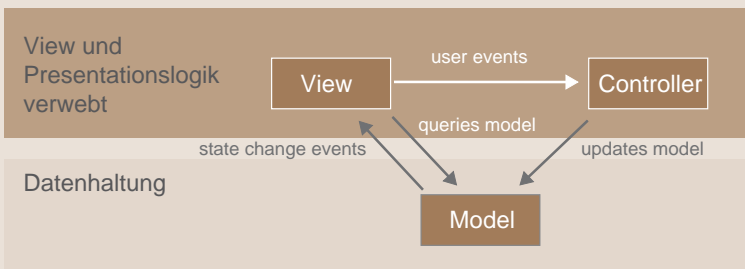 View und
Presentationslogik
verwebt
user events
View
Controller
queries model
state change events
updates model
Datenhaltung
Model